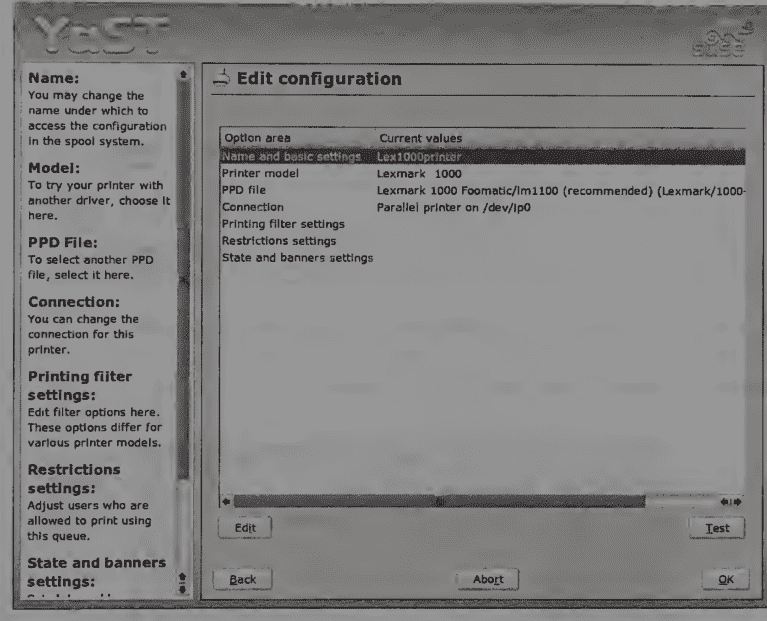 YaST
suse
Name:
You may change the
name under which to
access the configuration
in the spool system.
Model:
To try your printer with
another driver, choose it
here.
PPD File:
To select another PPD
file, select it here.
Connection:
You can change the
connection for this
printer.
Printing filter
settings:
Edit filter options here.
These options differ for
various printer models.
Restrictions
settings:
Adjust users who are
allowed to print using
this queue.
State and banners
settings:
Edit configuration
Option area Current values
Name and basic settings Lex1000printer
Printer model Lexmark 1000
PPD file Lexmark 1000 Foomatic/lm1100 (recommended) (Lexmark/1000-
Connection Parallel printer on /dev/lp0
Printing filter settings
Restrictions settings
State and banners settings
Edit Test
Back Abort OK